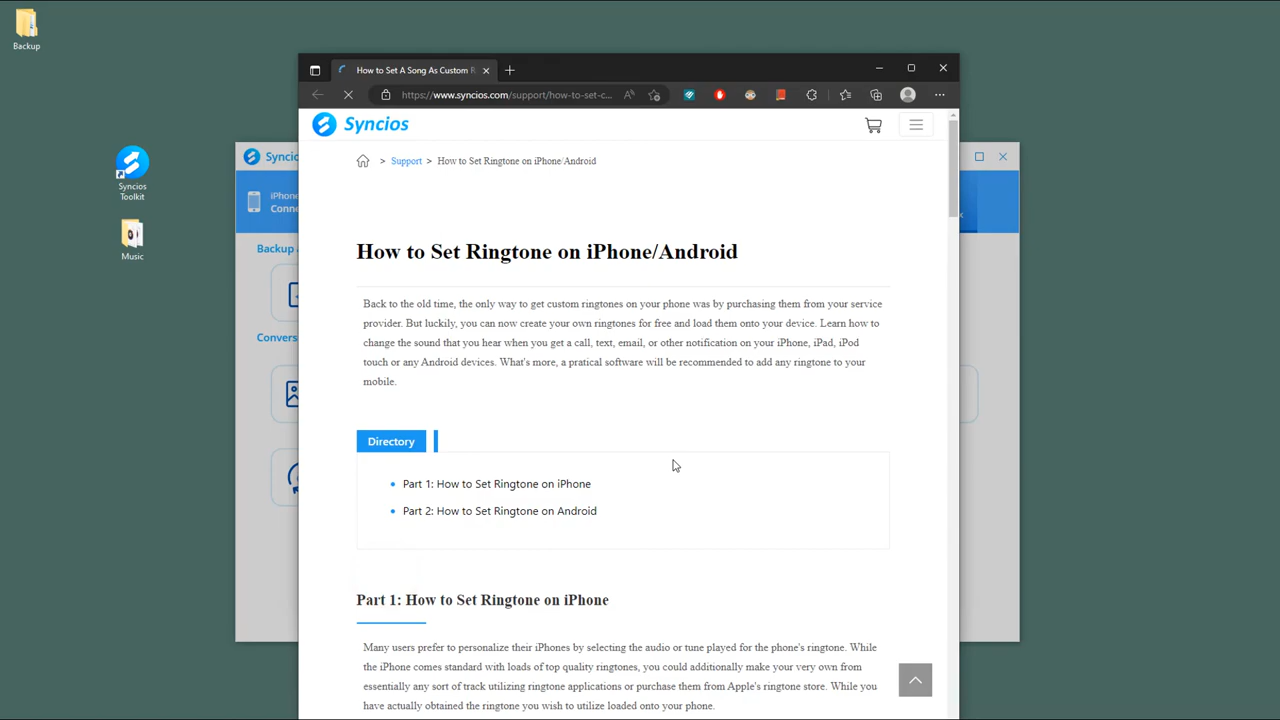 Backup
How to Set A Song As Custom R
https://www.syncios.com/support/how-to-set-c...
Syncios
Support > How to Set Ringtone on iPhone/Android
Syncios
Toolkit
Music
Syncios
iPhone
Conne
Backup
Convers
How to Set Ringtone on iPhone/Android
Back to the old time, the only way to get custom ringtones on your phone was by purchasing them from your service
provider. But luckily, you can now create your own ringtones for free and load them onto your device. Learn how to
change the sound that you hear when you get a call, text, email, or other notification on your iPhone, iPad, iPod
touch or any Android devices. What's more, a pratical software will be recommended to add any ringtone to your
mobile.
Directory
Part 1: How to Set Ringtone on iPhone
Part 2: How to Set Ringtone on Android
Part 1: How to Set Ringtone on iPhone
Many users prefer to personalize their iPhones by selecting the audio or tune played for the phone's ringtone. While
the iPhone comes standard with loads of top quality ringtones, you could additionally make your very own from
essentially any sort of track utilizing ringtone applications or purchase them from Apple's ringtone store. While you
have actually obtained the ringtone you wish to utilize loaded onto your phone.